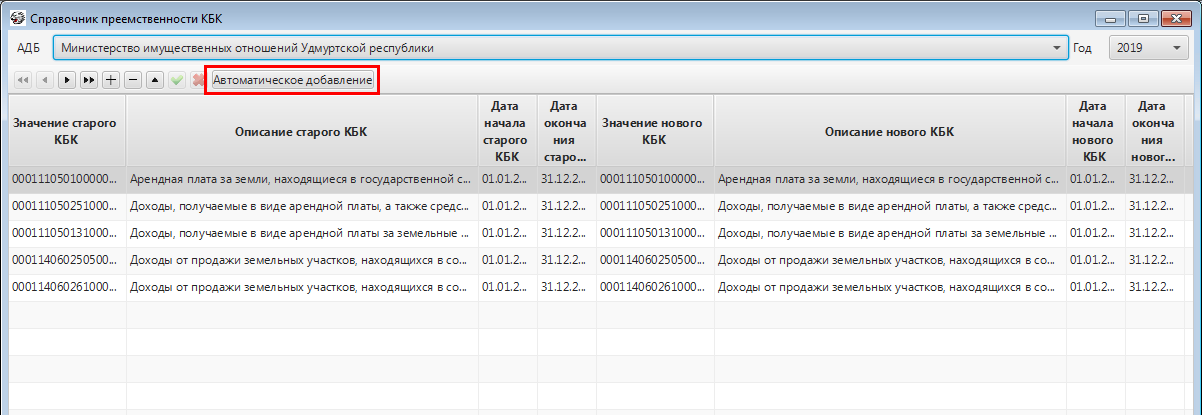 Справочник преемственности КБК
АДБ Министерство имущественных отношений Удмуртской республики Год 2019
Автоматическое добавление
Значение старого КБК Описание старого КБК Дата начала старого КБК Дата оконча ния старо... Значение нового КБК Описание нового КБК Дата начала нового КБК Дата оконча ния новог...
000111050100000... Арендная плата за земли, находящиеся в государственной с... 01.01.2... 31.12.2... 000111050100000... Арендная плата за земли, находящиеся в государственной с... 01.01.2... 31.12.2...
000111050251000... Доходы, получаемые в виде арендной платы, а также средс... 01.01.2... 31.12.2... 000111050251000... Доходы, получаемые в виде арендной платы, а также средс... 01.01.2... 31.12.2...
000111050131000... Доходы, получаемые в виде арендной платы за земельные ... 01.01.2... 31.12.2... 000111050131000... Доходы, получаемые в виде арендной платы за земельные ... 01.01.2... 31.12.2...
000114060250500... Доходы от продажи земельных участков, находящихся в со... 01.01.2... 31.12.2... 000114060250500... Доходы от продажи земельных участков, находящихся в со... 01.01.2... 31.12.2...
000114060261000... Доходы от продажи земельных участков, находящихся в со... 01.01.2... 31.12.2... 000114060261000... Доходы от продажи земельных участков, находящихся в со... 01.01.2... 31.12.2...